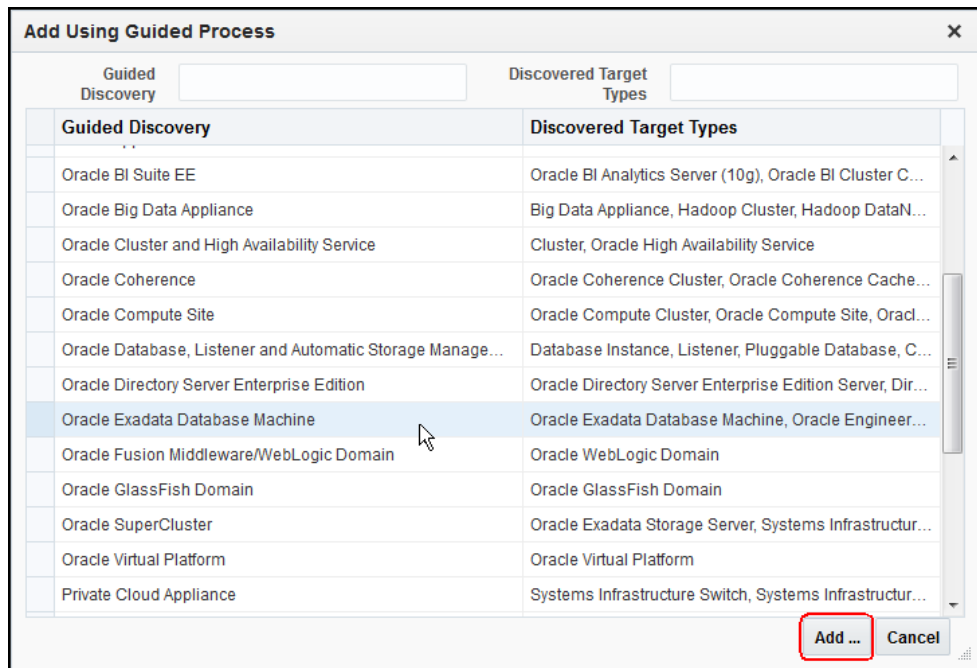 Add Using Guided Process
Guided Discovery
Discovered Target Types
Guided Discovery Discovered Target Types
Oracle BI Suite EE Oracle BI Analytics Server (10g), Oracle BI Cluster C...
Oracle Big Data Appliance Big Data Appliance, Hadoop Cluster, Hadoop DataN...
Oracle Cluster and High Availability Service Cluster, Oracle High Availability Service
Oracle Coherence Oracle Coherence Cluster, Oracle Coherence Cache...
Oracle Compute Site Oracle Compute Cluster, Oracle Compute Site, Oracl...
Oracle Database, Listener and Automatic Storage Manage... Database Instance, Listener, Pluggable Database, C...
Oracle Directory Server Enterprise Edition Oracle Directory Server Enterprise Edition Server, Dir...
Oracle Exadata Database Machine Oracle Exadata Database Machine, Oracle Engineer...
Oracle Fusion Middleware/WebLogic Domain Oracle WebLogic Domain
Oracle GlassFish Domain Oracle GlassFish Domain
Oracle SuperCluster Oracle Exadata Storage Server, Systems Infrastructur...
Oracle Virtual Platform Oracle Virtual Platform
Private Cloud Appliance Systems Infrastructure Switch, Systems Infrastructur...
Add ... Cancel